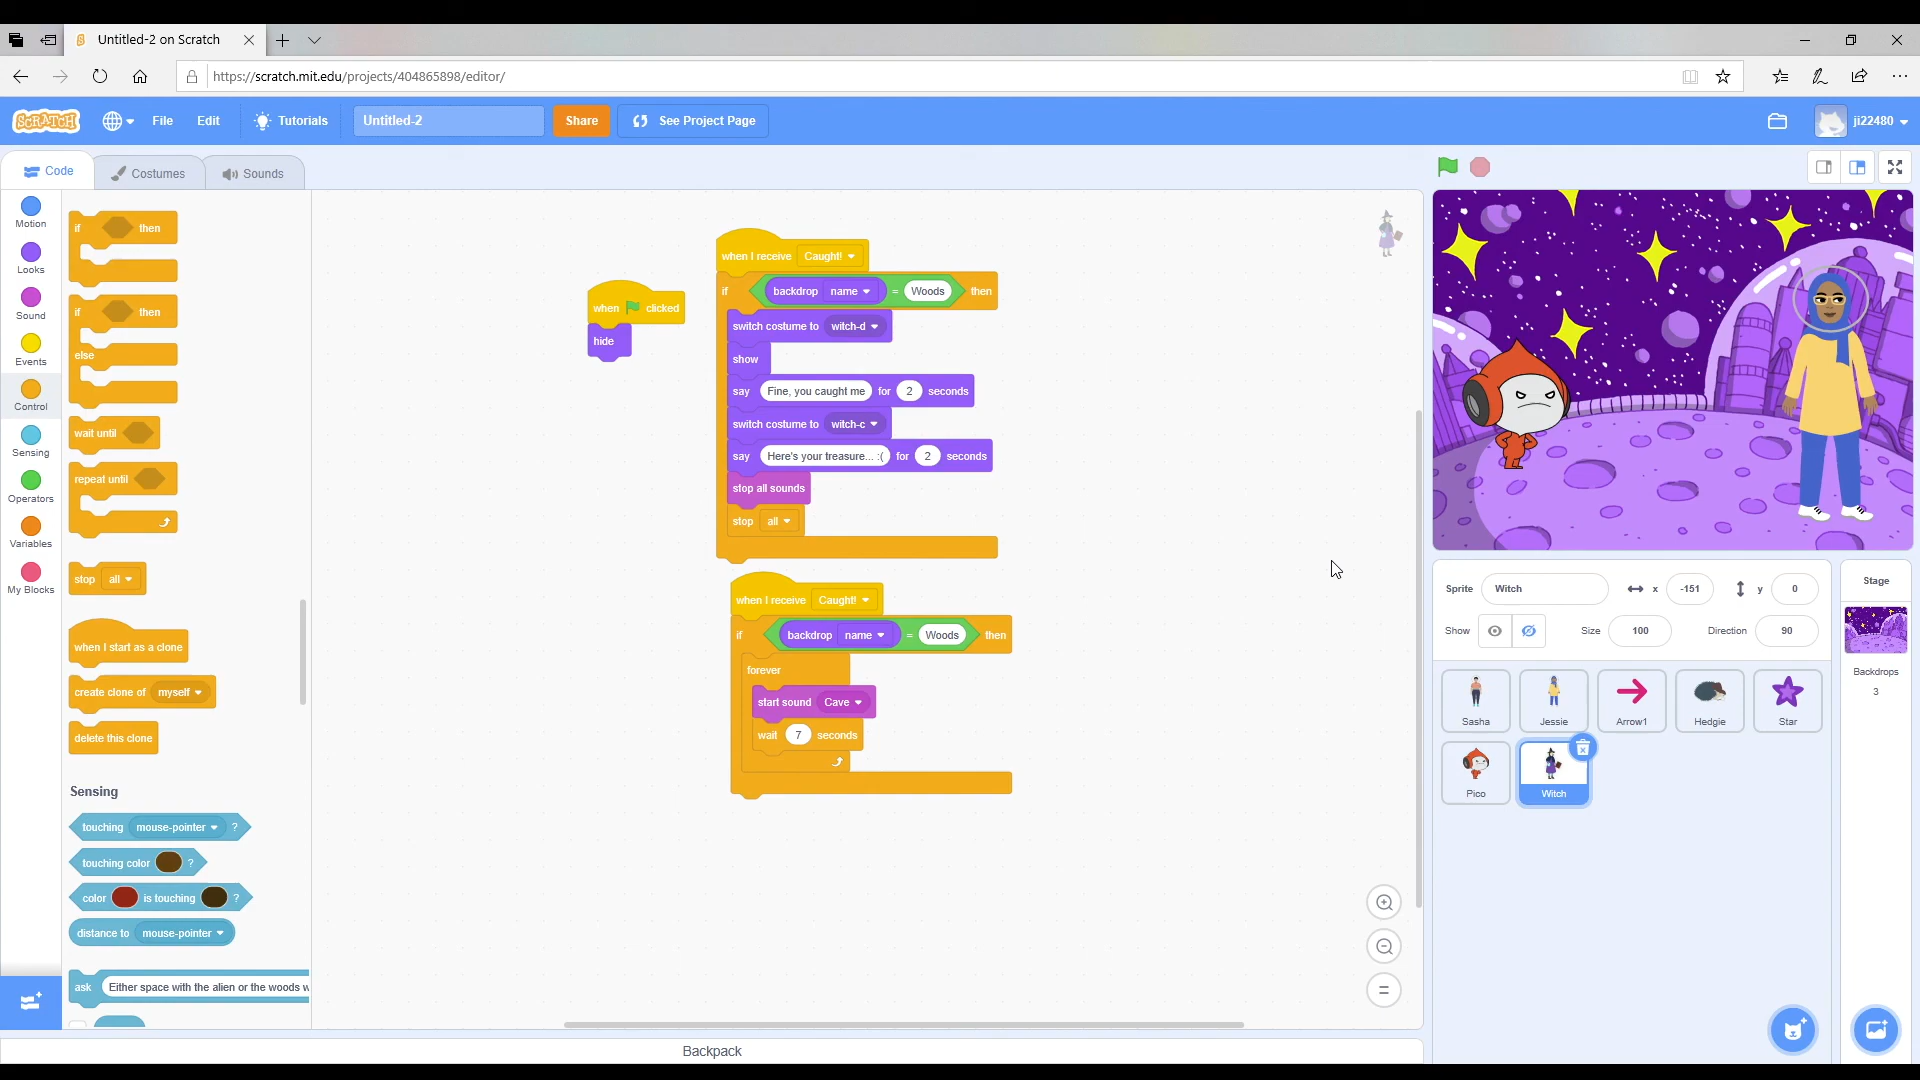 Untitled-2 on Scratch
https://scratch.mit.edu/projects/404865898/editor/
SCRATCH File Edit Tutorials Untitled-2 Share See Project Page ji22480
Code Costumes Sounds
Motion
Looks
Sound
Events
Control
Sensing
Operators
Variables
My Blocks
if then
if then
else
wait until
repeat until
stop all
when I start as a clone
create clone of myself
delete this clone
Sensing
touching mouse-pointer ?
touching color ?
color is touching ?
distance to mouse-pointer
ask Either space with the alien or the woods w
when clicked
hide
when I receive Caught!
if backdrop name = Woods then
switch costume to witch-d
show
say Fine, you caught me for 2 seconds
switch costume to witch-c
say Here's your treasure... :( for 2 seconds
stop all sounds
stop all
when I receive Caught!
if backdrop name = Woods then
forever
start sound Cave
wait 7 seconds
Backpack
Sprite Witch x -151 y 0
Show Size 100 Direction 90
Sasha Jessie Arrow1 Hedgie Star
Pico Witch
Stage
Backdrops
3